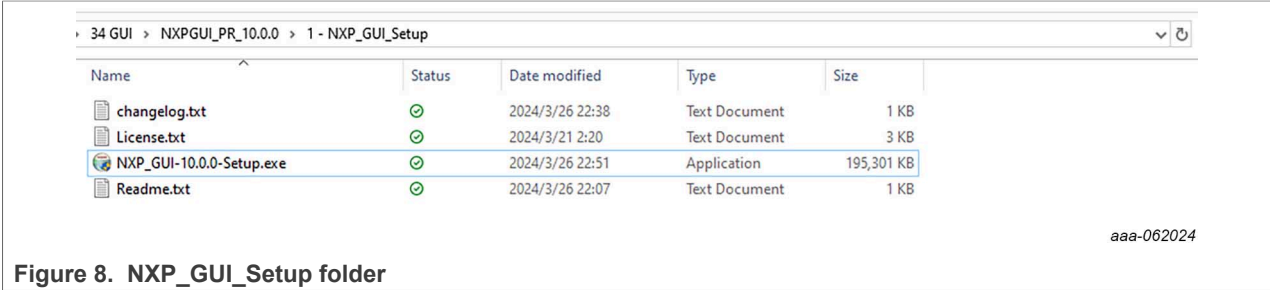 34 GUI > NXPGUI_PR_10.0.0 > 1 - NXP_GUI_Setup
Name Status Date modified Type Size
changelog.txt 2024/3/26 22:38 Text Document 1 KB
License.txt 2024/3/21 2:20 Text Document 3 KB
NXP_GUI-10.0.0-Setup.exe 2024/3/26 22:51 Application 195,301 KB
Readme.txt 2024/3/26 22:07 Text Document 1 KB
aaa-062024
Figure 8. NXP_GUI_Setup folder